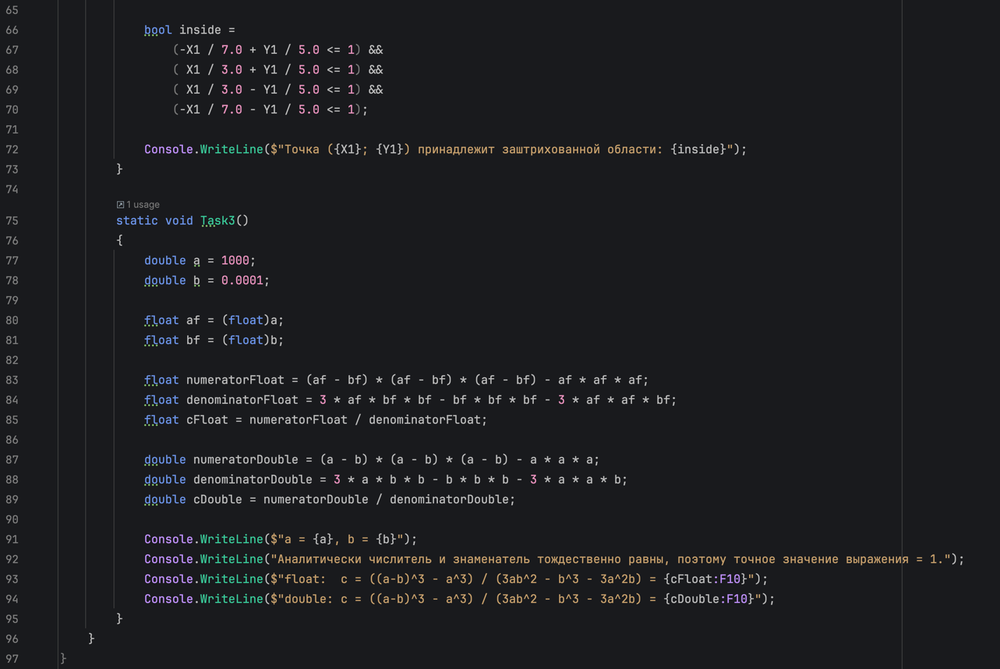 65
66 bool inside =
67 (-X1 / 7.0 + Y1 / 5.0 <= 1) &&
68 ( X1 / 3.0 + Y1 / 5.0 <= 1) &&
69 ( X1 / 3.0 - Y1 / 5.0 <= 1) &&
70 (-X1 / 7.0 - Y1 / 5.0 <= 1);
71
72 Console.WriteLine($"Точка ({X1}; {Y1}) принадлежит заштрихованной области: {inside}");
73 }
74
1 usage
75 static void Task3()
76 {
77 double a = 1000;
78 double b = 0.0001;
79
80 float af = (float)a;
81 float bf = (float)b;
82
83 float numeratorFloat = (af - bf) * (af - bf) * (af - bf) - af * af * af;
84 float denominatorFloat = 3 * af * bf * bf - bf * bf * bf - 3 * af * af * bf;
85 float cFloat = numeratorFloat / denominatorFloat;
86
87 double numeratorDouble = (a - b) * (a - b) * (a - b) - a * a * a;
88 double denominatorDouble = 3 * a * b * b - b * b * b - 3 * a * a * b;
89 double cDouble = numeratorDouble / denominatorDouble;
90
91 Console.WriteLine($"a = {a}, b = {b}");
92 Console.WriteLine("Аналитически числитель и знаменатель тождественно равны, поэтому точное значение выражения = 1.");
93 Console.WriteLine($"float:  c = ((a-b)^3 - a^3) / (3ab^2 - b^3 - 3a^2b) = {cFloat:F10}");
94 Console.WriteLine($"double: c = ((a-b)^3 - a^3) / (3ab^2 - b^3 - 3a^2b) = {cDouble:F10}");
95 }
96 }
97 }